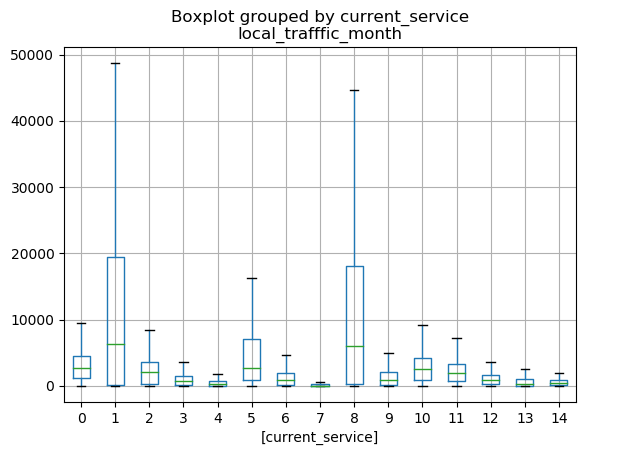 Boxplot grouped by current_service
local_trafffic_month
50000
40000
30000
20000
10000
0
0 1 2 3 4 5 6 7 8 9 10 11 12 13 14
[current_service]